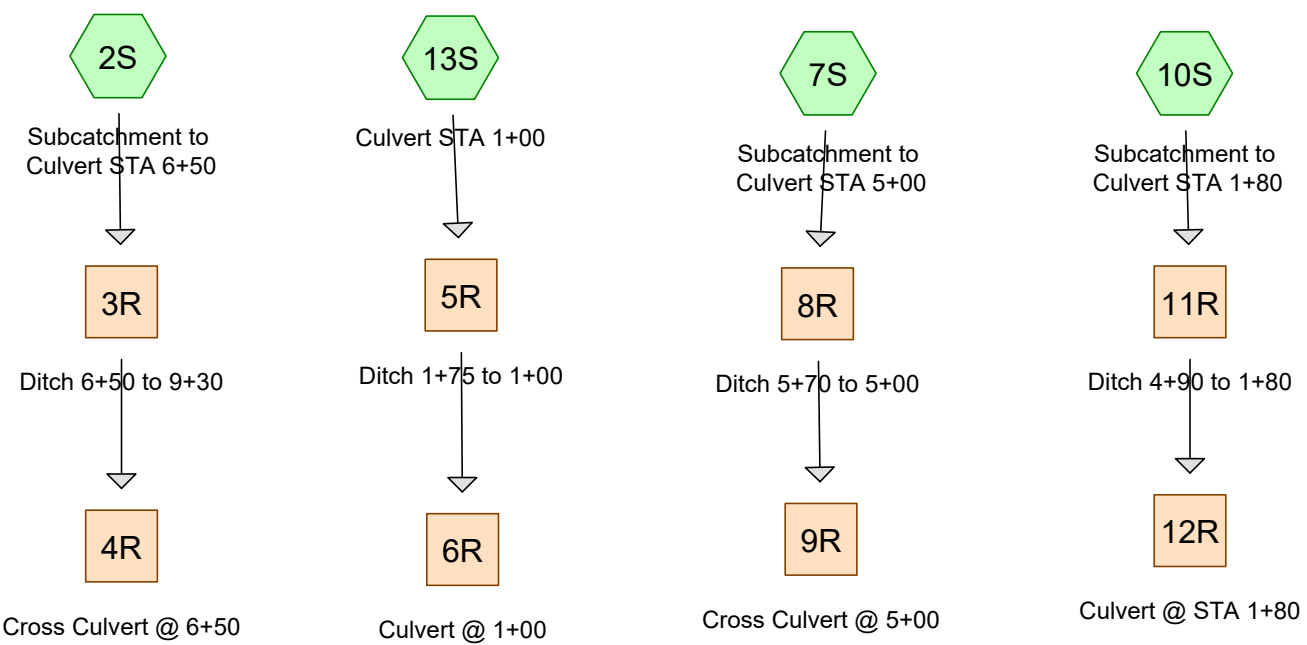 2S
Subcatchment to
Culvert STA 6+50
3R
Ditch 6+50 to 9+30
4R
Cross Culvert @ 6+50
13S
Culvert STA 1+00
5R
Ditch 1+75 to 1+00
6R
Culvert @ 1+00
7S
Subcatchment to
Culvert STA 5+00
8R
Ditch 5+70 to 5+00
9R
Cross Culvert @ 5+00
10S
Subcatchment to
Culvert STA 1+80
11R
Ditch 4+90 to 1+80
12R
Culvert @ STA 1+80